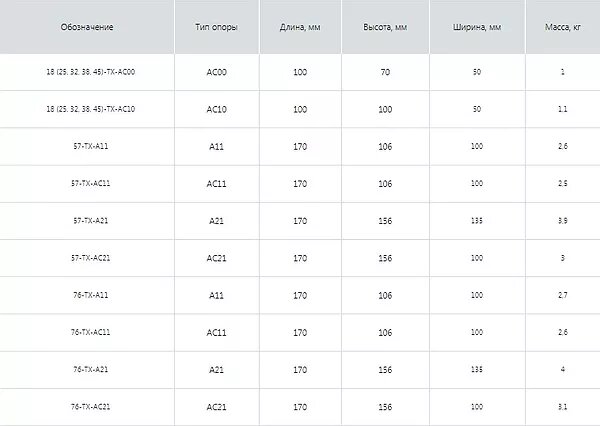 Обозначение Тип опоры Длина, мм Высота, мм Ширина, мм Масса, кг
18 (25, 32, 38, 45)-ТХ-АС00 АС00 100 70 50 1
18 (25, 32, 38, 45)-ТХ-АС10 АС10 100 100 50 1,1
57-ТХ-А11 А11 170 106 100 2,6
57-ТХ-АС11 АС11 170 106 100 2,5
57-ТХ-А21 А21 170 156 135 3,9
57-ТХ-АС21 АС21 170 156 100 3
76-ТХ-А11 А11 170 106 100 2,7
76-ТХ-АС11 АС11 170 106 100 2,6
76-ТХ-А21 А21 170 156 135 4
76-ТХ-АС21 АС21 170 156 100 3,1